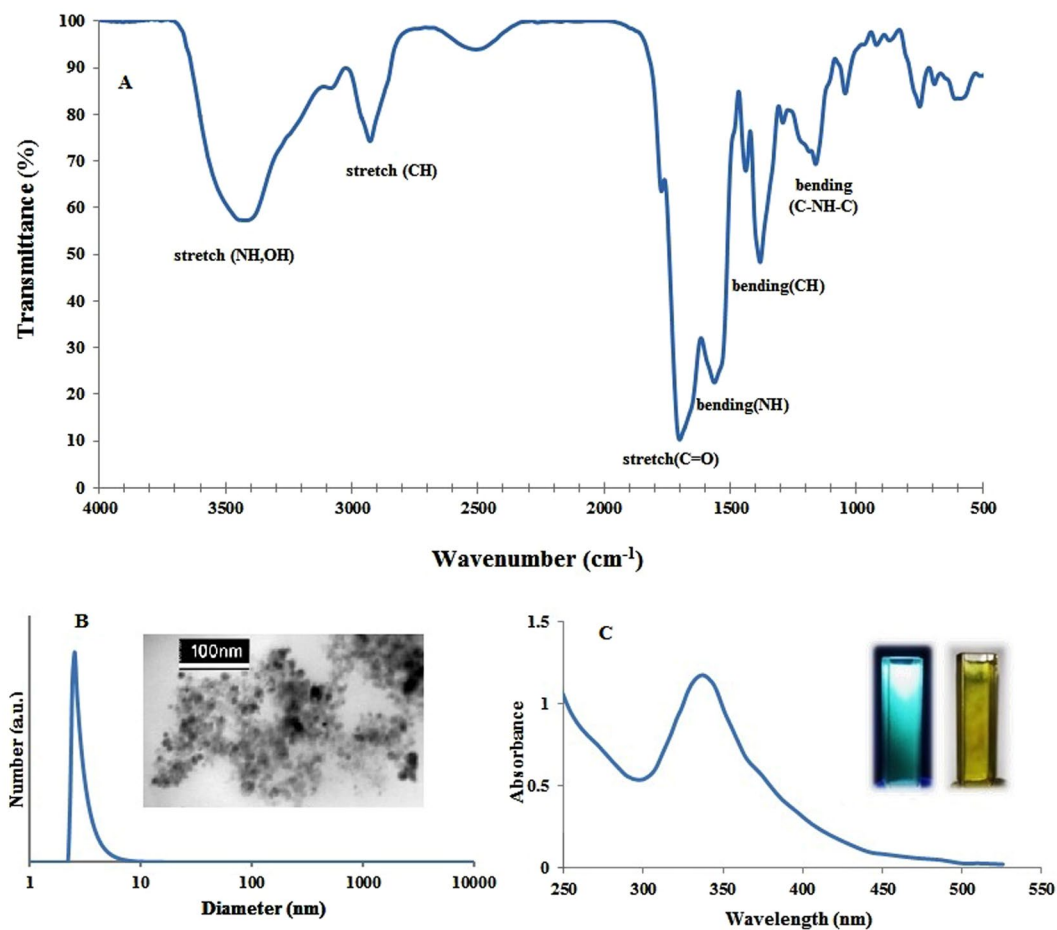 A
Transmittance (%)
100
90
80
70
60
50
40
30
20
10
0
stretch (NH,OH)
stretch (CH)
stretch(C=O)
bending(NH)
bending(CH)
bending
(C-NH-C)
4000 3500 3000 2500 2000 1500 1000 500
Wavenumber (cm-1)
B
100nm
Number (a.u.)
1 10 100 1000 10000
Diameter (nm)
C
Absorbance
1.5
1
0.5
0
250 300 350 400 450 500 550
Wavelength (nm)